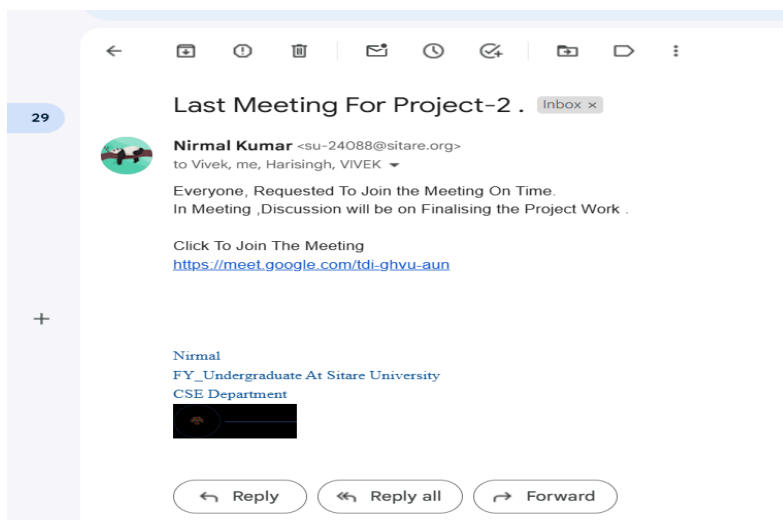 Last Meeting For Project-2 . Inbox ×
29
Nirmal Kumar <su-24088@sitare.org>
to Vivek, me, Harisingh, VIVEK
Everyone, Requested To Join the Meeting On Time.
In Meeting ,Discussion will be on Finalising the Project Work .
Click To Join The Meeting
https://meet.google.com/tdi-ghvu-aun
Nirmal
FY_Undergraduate At Sitare University
CSE Department
Reply Reply all Forward